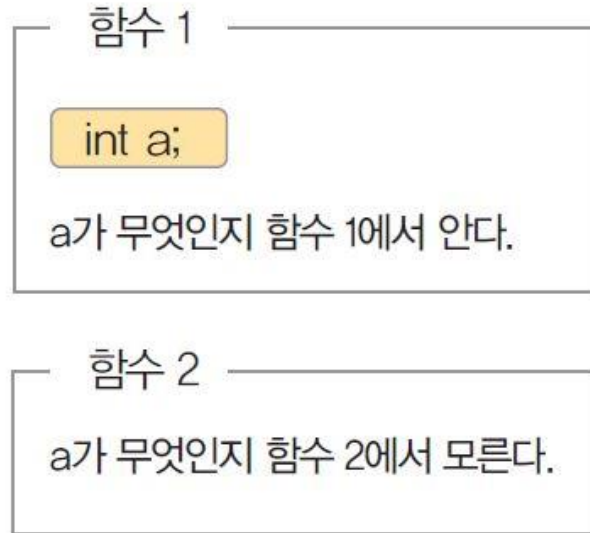 함수 1
int a;
a가 무엇인지 함수 1에서 안다.
함수 2
a가 무엇인지 함수 2에서 모른다.